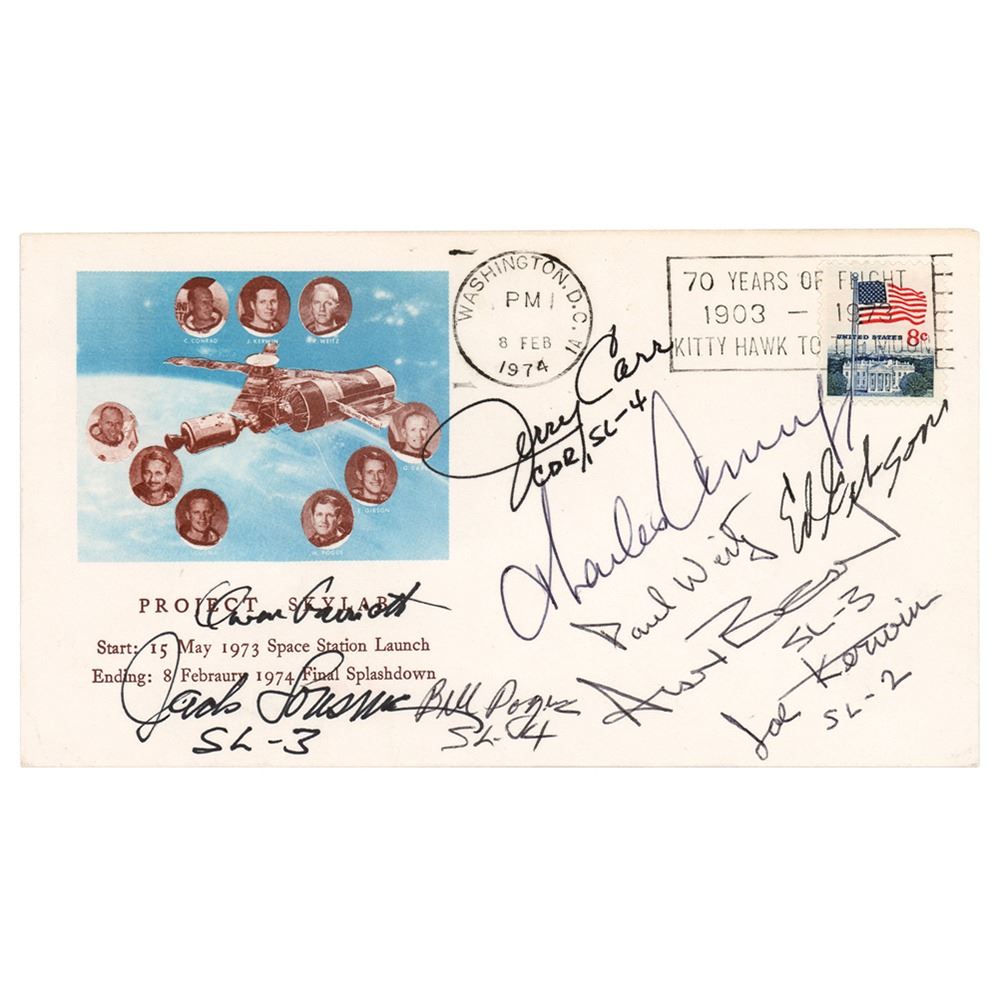 WASHINGTON, D.C.
PM
8 FEB
1974
70 YEARS OF FLIGHT
1903 — 1973
KITTY HAWK TO THE MOON
UNITED STATES 8c
C. CONRAD J. KERWIN P. WEITZ
E. GIBSON
W. POGUE
Jerry Carr
CDR, SL-4
Charles Conrad Jr
Ed Gibson
Paul Weitz
Alan Bean
SL-3
Joe Kerwin
SL-2
PROJECT SKYLAB
Owen Garriott
Start: 15 May 1973 Space Station Launch
Ending: 8 Febraury 1974 Final Splashdown
Jack Lousma
SL-3
Bill Pogue
SL-4